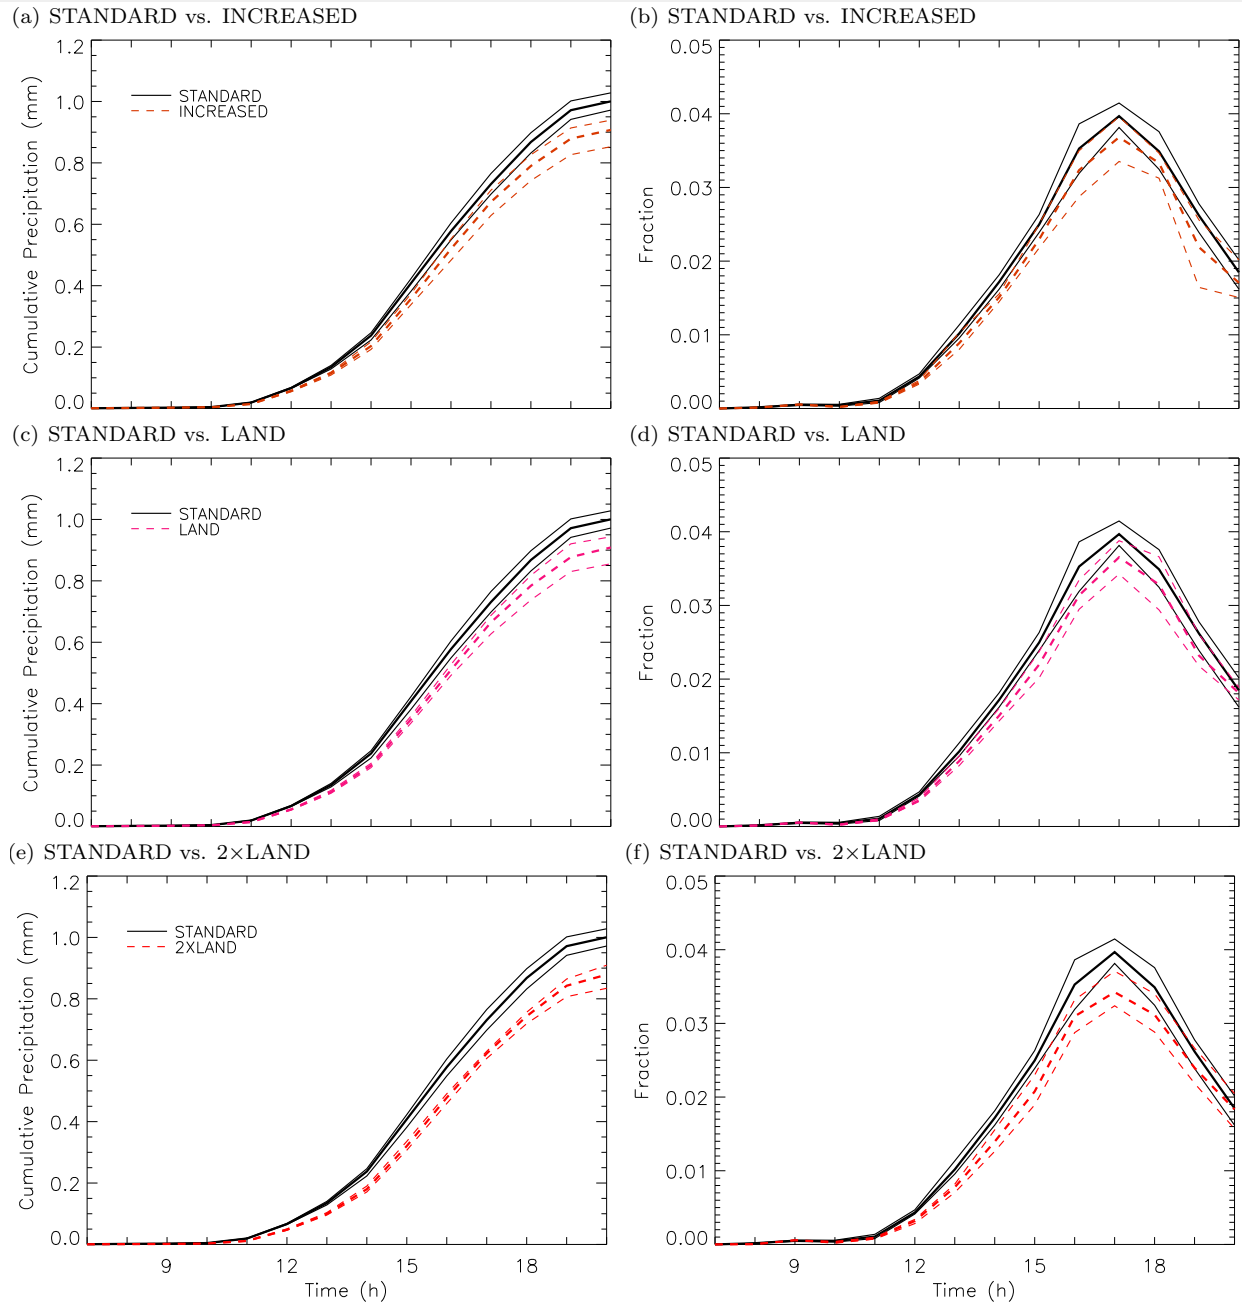 (a) STANDARD vs. INCREASED
1.2
1.0
0.8
0.6
0.4
0.2
0.0
Cumulative Precipitation (mm)
STANDARD
INCREASED
(b) STANDARD vs. INCREASED
0.05
0.04
0.03
0.02
0.01
0.00
Fraction
(c) STANDARD vs. LAND
1.2
1.0
0.8
0.6
0.4
0.2
0.0
Cumulative Precipitation (mm)
STANDARD
LAND
(d) STANDARD vs. LAND
0.05
0.04
0.03
0.02
0.01
0.00
Fraction
(e) STANDARD vs. 2×LAND
1.2
1.0
0.8
0.6
0.4
0.2
0.0
Cumulative Precipitation (mm)
STANDARD
2XLAND
9 12 15 18
Time (h)
(f) STANDARD vs. 2×LAND
0.05
0.04
0.03
0.02
0.01
0.00
Fraction
9 12 15 18
Time (h)